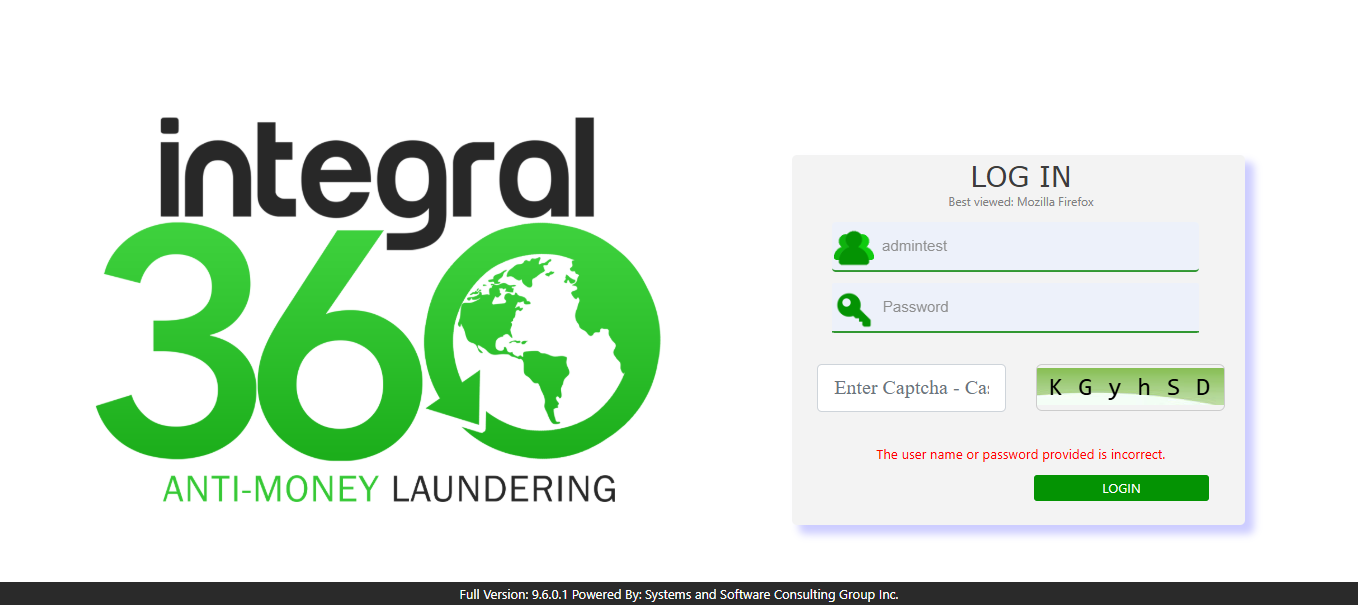 integral
360
ANTI-MONEY LAUNDERING
LOG IN
Best viewed: Mozilla Firefox
admintest
Password
Enter Captcha - Cas
K G y h S D
The user name or password provided is incorrect.
LOGIN
Full Version: 9.6.0.1 Powered By: Systems and Software Consulting Group Inc.